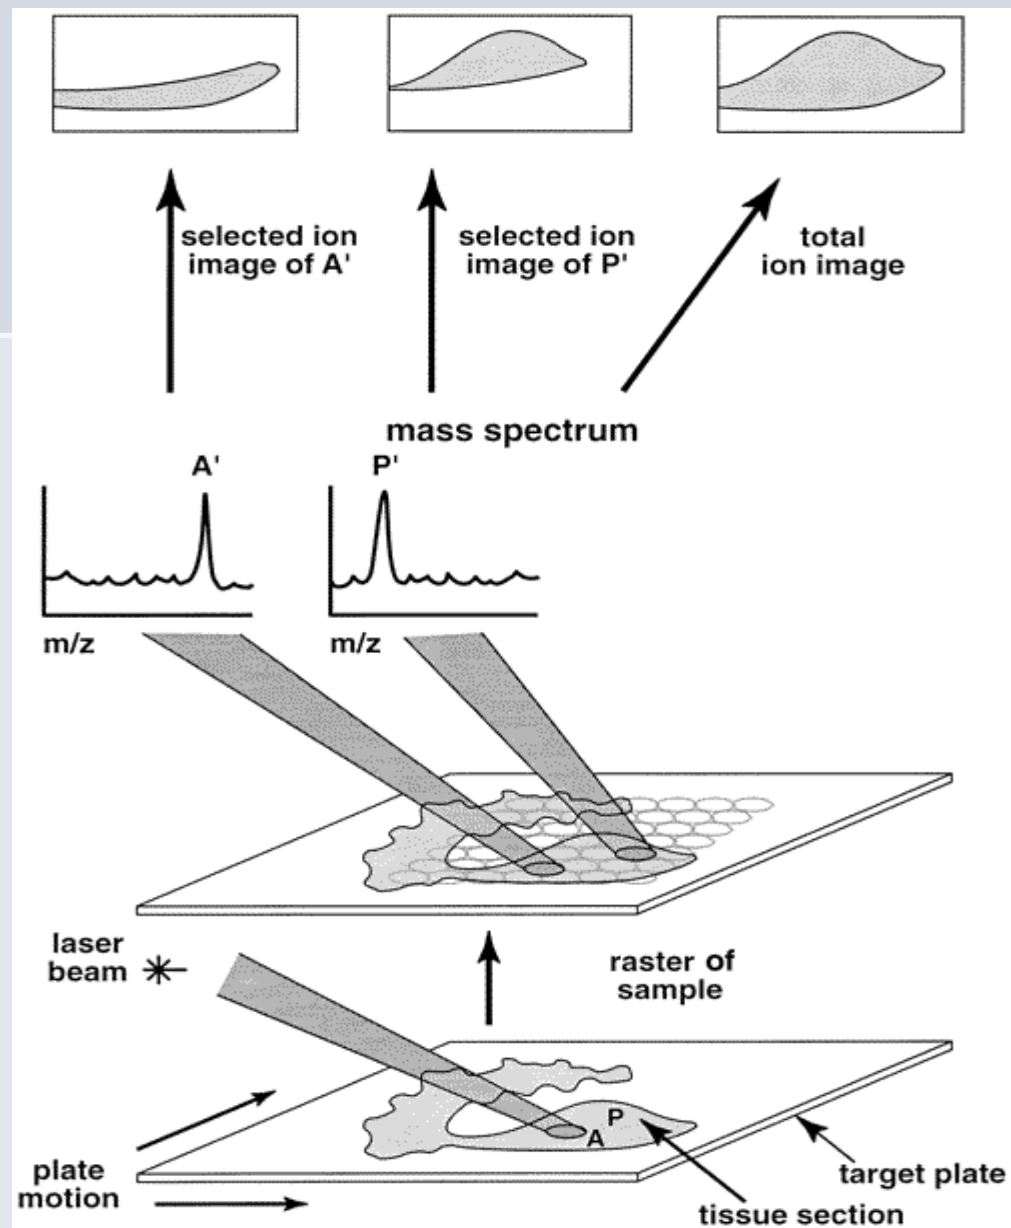 selected ion
image of A'
selected ion
image of P'
total
ion image
mass spectrum
A'
P'
m/z
m/z
laser
beam
raster of
sample
P
A
plate
motion
target plate
tissue section